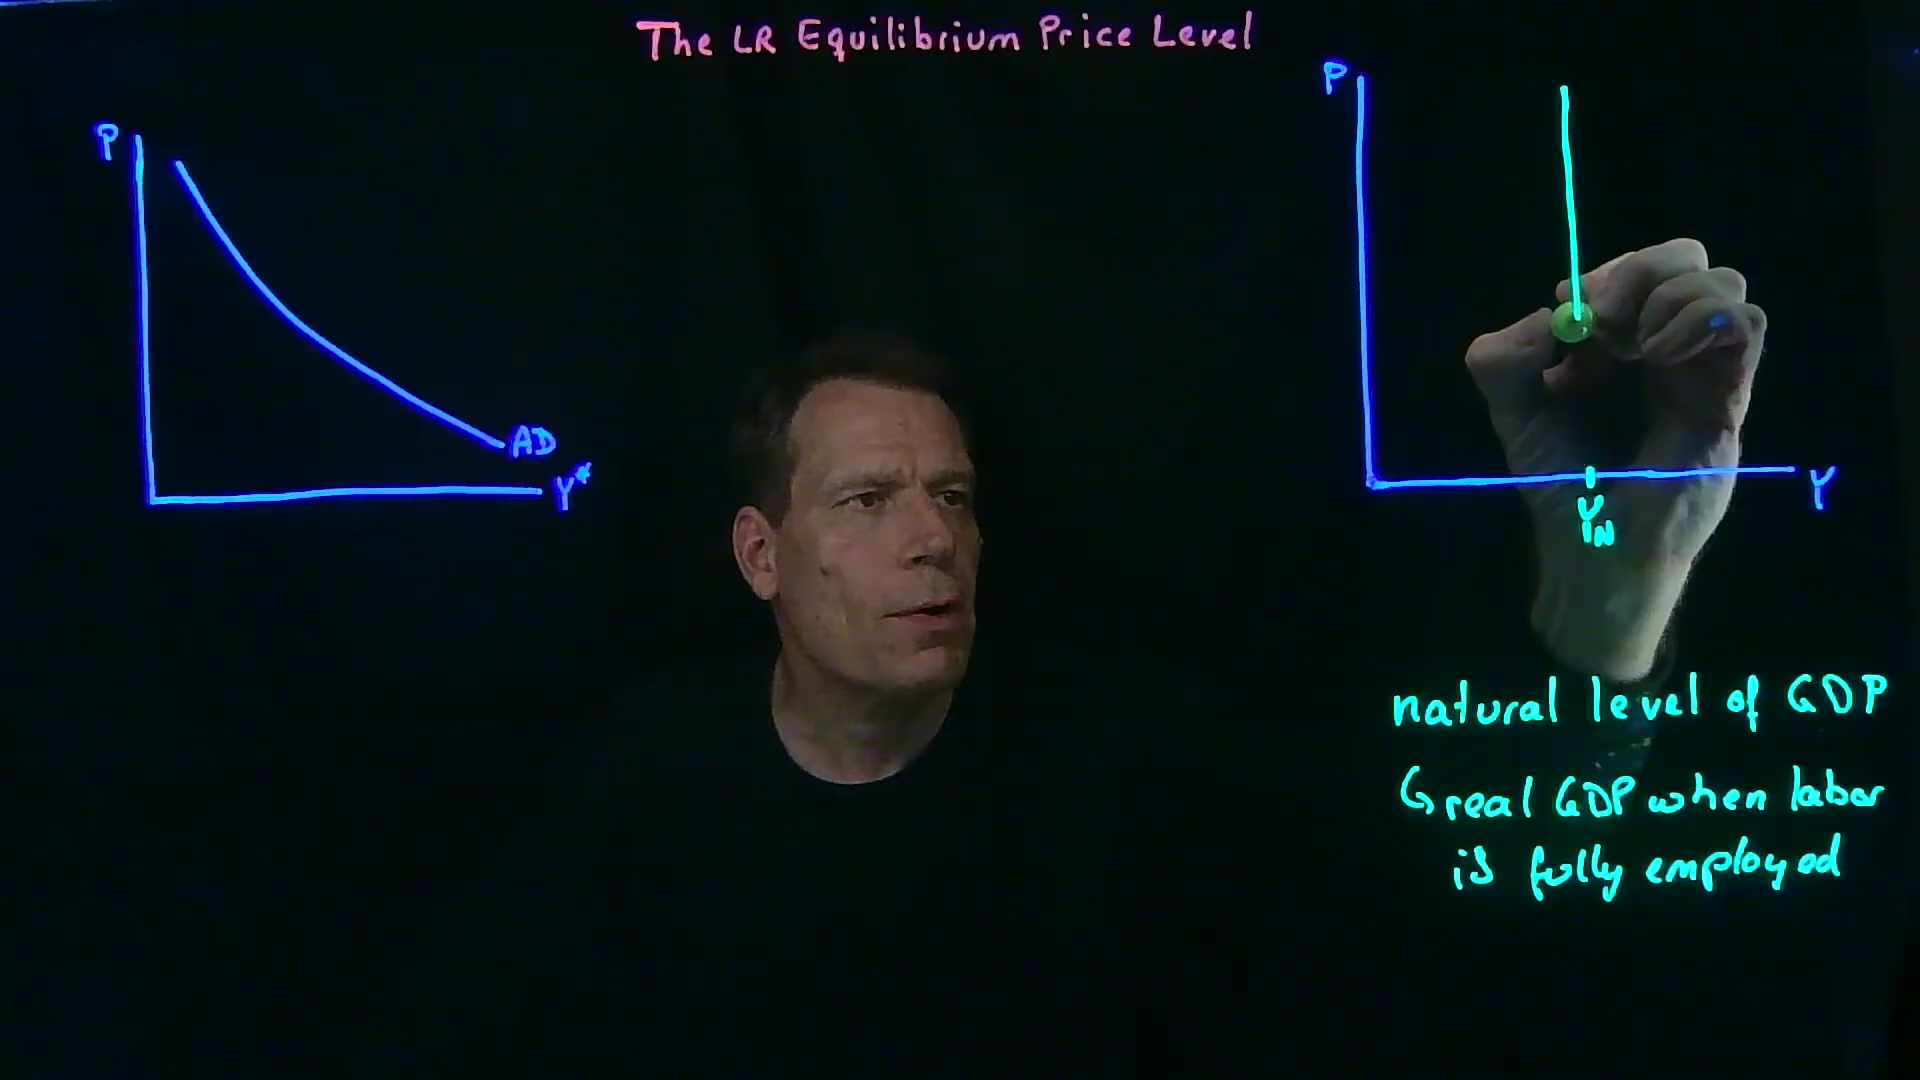 The LR Equilibrium Price Level
P
AD
Y*
P
Y
YN
natural level of GDP
↳ real GDP when labor
is fully employed